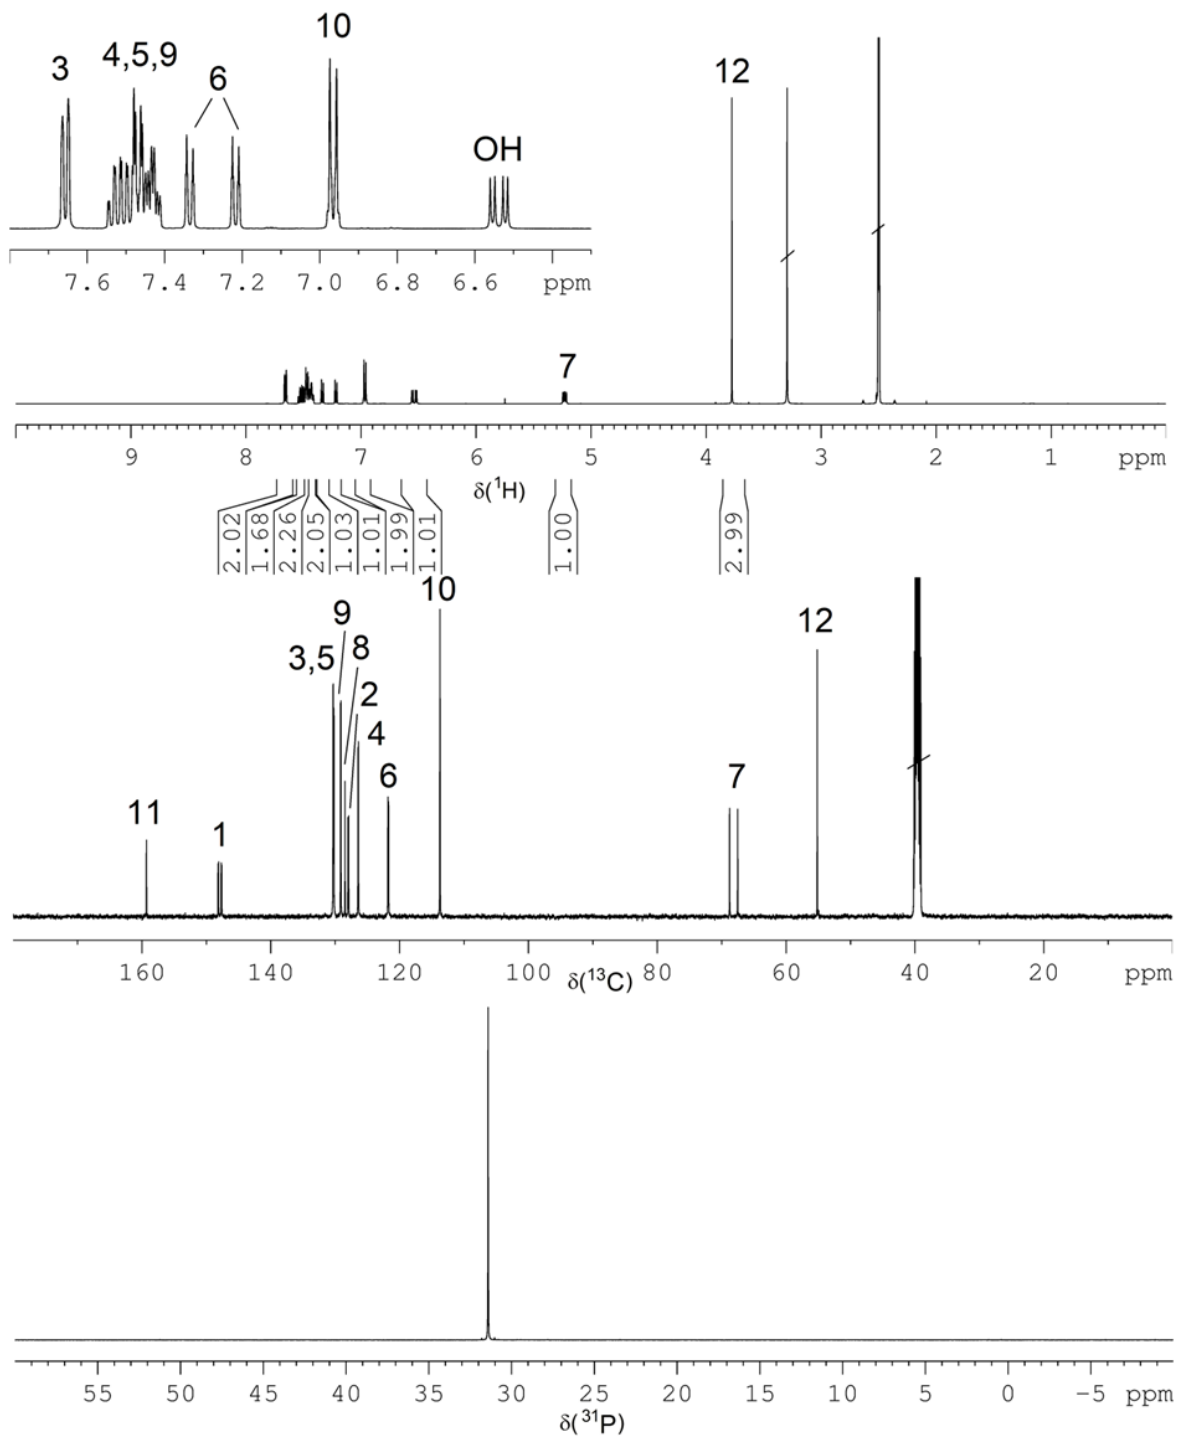 10
4,5,9
3
6
12
OH
7.6 7.4 7.2 7.0 6.8 6.6 ppm
7
9 8 7 6 5 4 3 2 1 ppm
δ(¹H)
2.02 1.68 2.26 2.05 1.03 1.01 1.99 1.01 1.00 2.99
10
9
12
3,5 8
2
4
6
7
11
1
160 140 120 100 80 60 40 20 ppm
δ(¹³C)
55 50 45 40 35 30 25 20 15 10 5 0 −5 ppm
δ(³¹P)